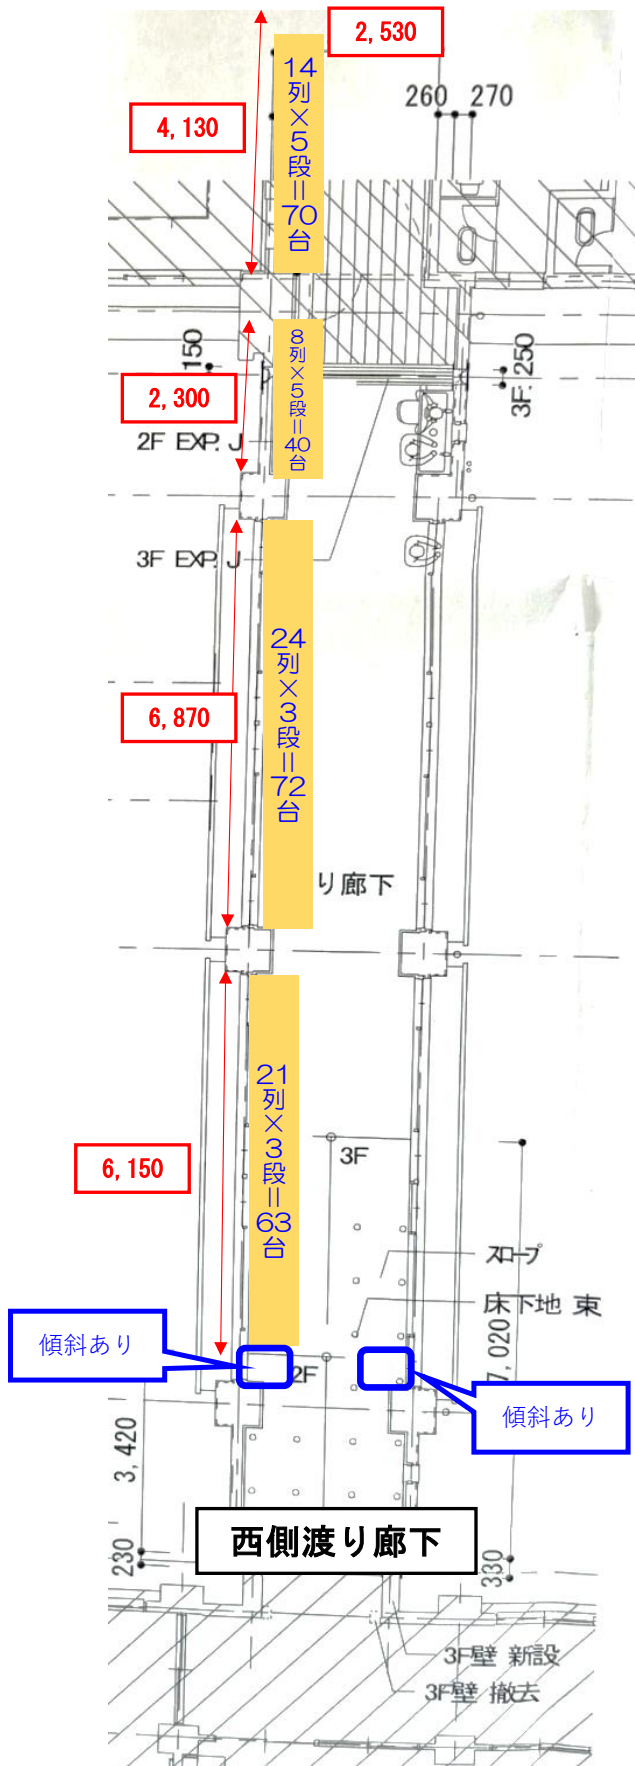 2,530
14列×5段＝70台
260 270
4,130
150
8列×5段＝40台
3F: 250
2,300
2F EXP. J
3F EXP. J
24列×3段＝72台
6,870
り廊下
21列×3段＝63台
3F
6,150
スロープ
床下地 束
傾斜あり
2F
7,020
傾斜あり
3,420
西側渡り廊下
230
330
3F壁 新設
3F壁 撤去